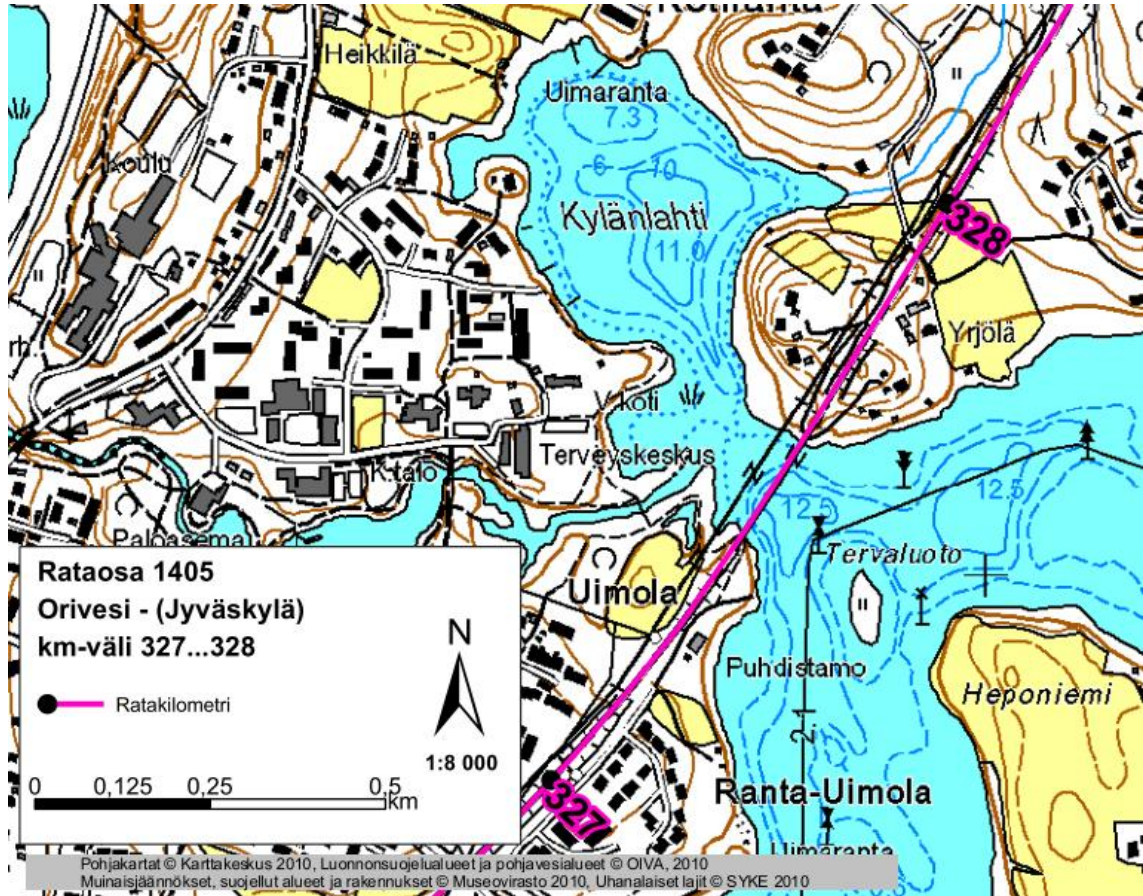 Heikkilä
Uimaranta
7.3
Koulu
6
10
Kylänlahti
11.0
328
Yrjölä
V.koti
Terveyskeskus
K.talo
12.5
12.5
Paloasema
Tervaluoto
Uimola
Puhdistamo
Heponiemi
2.1
Ranta-Uimola
327
Uimaranta
Rataosa 1405
Orivesi - (Jyväskylä)
km-väli 327...328
N
Ratakilometri
1:8 000
0 0,125 0,25 0,5
km
Pohjakartat © Karttakeskus 2010, Luonnonsuojelualueet ja pohjavesialueet © OIVA, 2010
Muinaisjäännökset, suojellut alueet ja rakennukset © Museovirasto 2010, Uhanalaiset lajit © SYKE 2010